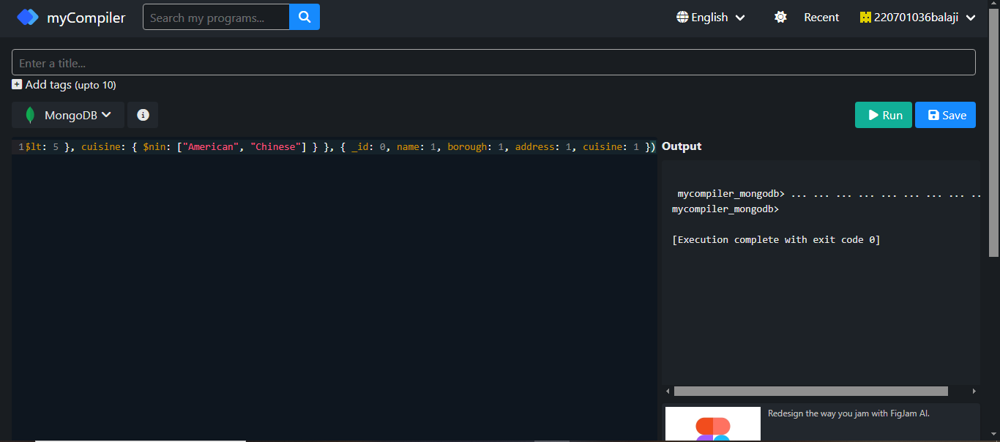 myCompiler
Search my programs...
English
Recent
220701036balaji
Enter a title...
Add tags (upto 10)
MongoDB
Run
Save
1$lt: 5 }, cuisine: { $nin: ["American", "Chinese"] } }, { _id: 0, name: 1, borough: 1, address: 1, cuisine: 1 })
Output
mycompiler_mongodb> ... ... ... ... ... ... ... ... ..
mycompiler_mongodb>
[Execution complete with exit code 0]
Redesign the way you jam with FigJam AI.